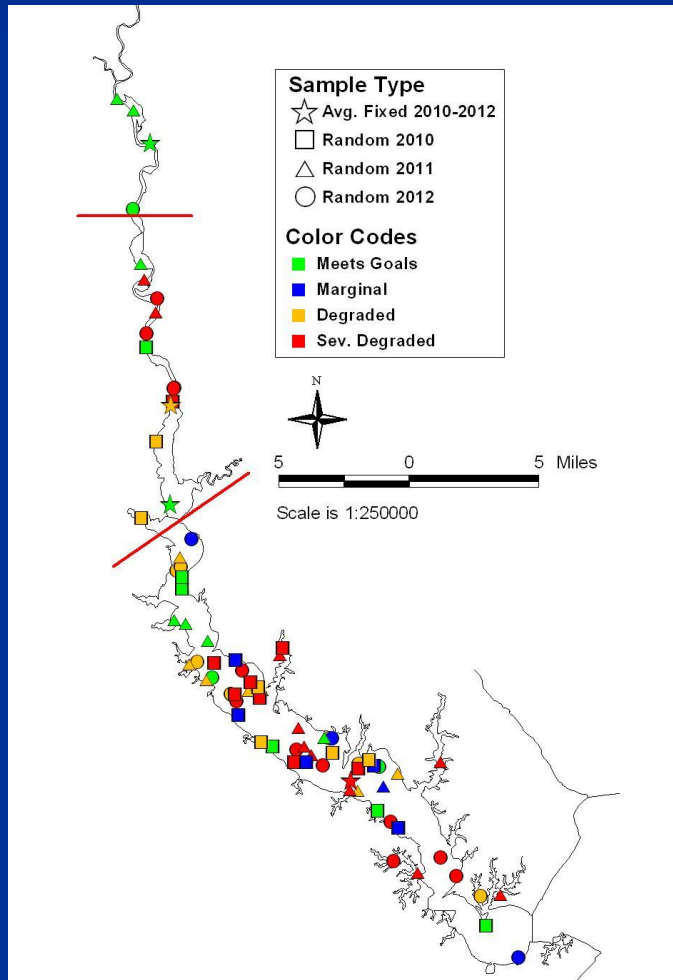 Sample Type
Avg. Fixed 2010-2012
Random 2010
Random 2011
Random 2012
Color Codes
Meets Goals
Marginal
Degraded
Sev. Degraded
N
5 0 5 Miles
Scale is 1:250000